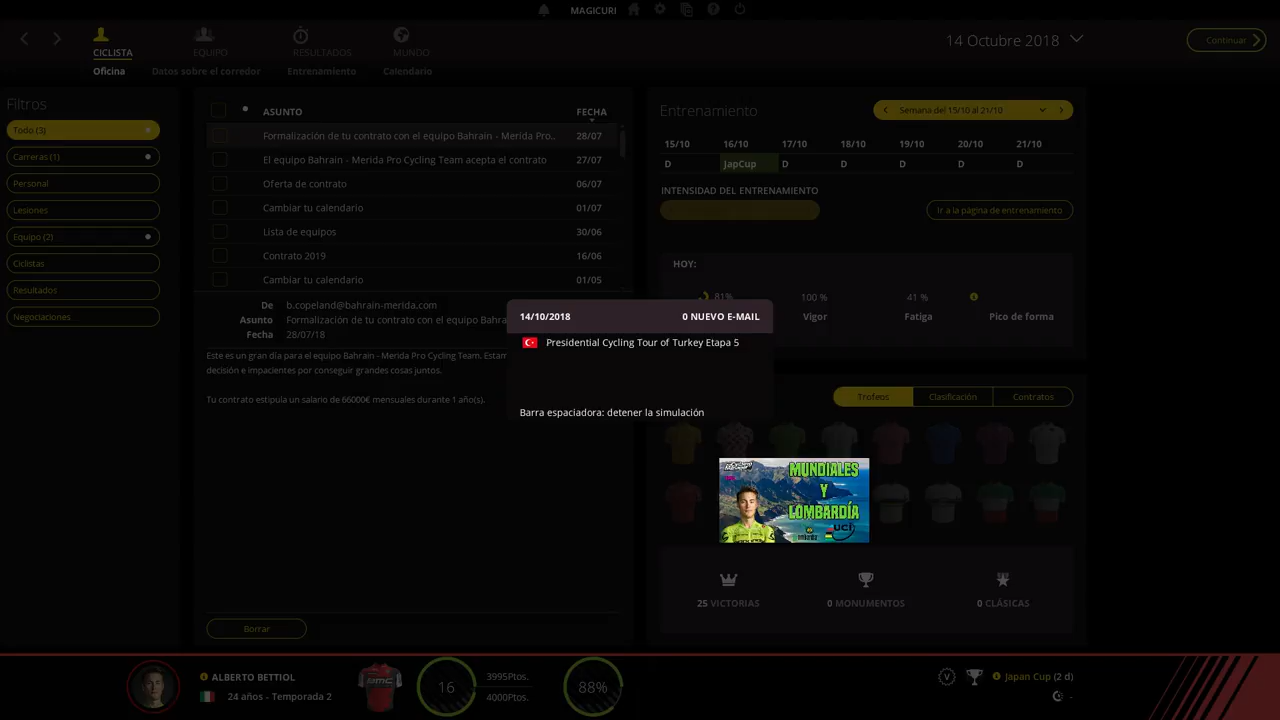 MAGICURI
CICLISTA
EQUIPO
RESULTADOS
MUNDO
14 Octubre 2018
Continuar
Oficina
Datos sobre el corredor
Entrenamiento
Calendario
Filtros
Todo (3)
Carreras (1)
Personal
Lesiones
Equipo (2)
Ciclistas
Resultados
Negociaciones
ASUNTO FECHA
Formalización de tu contrato con el equipo Bahrain - Merida Pro.. 28/07
El equipo Bahrain - Merida Pro Cycling Team acepta el contrato 27/07
Oferta de contrato 06/07
Cambiar tu calendario 01/07
Lista de equipos 30/06
Contrato 2019 16/06
Cambiar tu calendario 01/05
De b.copeland@bahrain-merida.com
Asunto Formalización de tu contrato con el equipo Bahra
Fecha 28/07/18
Este es un gran día para el equipo Bahrain - Merida Pro Cycling Team. Estam
decisión e impacientes por conseguir grandes cosas juntos.
Tu contrato estipula un salario de 66000€ mensuales durante 1 año(s).
Borrar
Entrenamiento
Semana del 15/10 al 21/10
15/10 16/10 17/10 18/10 19/10 20/10 21/10
D JapCup D D D D D
INTENSIDAD DEL ENTRENAMIENTO
Ir a la página de entrenamiento
HOY:
81% 100 % 41 %
Vigor Fatiga Pico de forma
14/10/2018 0 NUEVO E-MAIL
Presidential Cycling Tour of Turkey Etapa 5
Barra espaciadora: detener la simulación
Trofeos Clasificación Contratos
MUNDIALES
Y
LOMBARDÍA
uci
25 VICTORIAS
0 MONUMENTOS
0 CLÁSICAS
ALBERTO BETTIOL
24 años - Temporada 2
BMC
16
3995Ptos.
4000Ptos.
88%
V
Japan Cup (2 d)
-